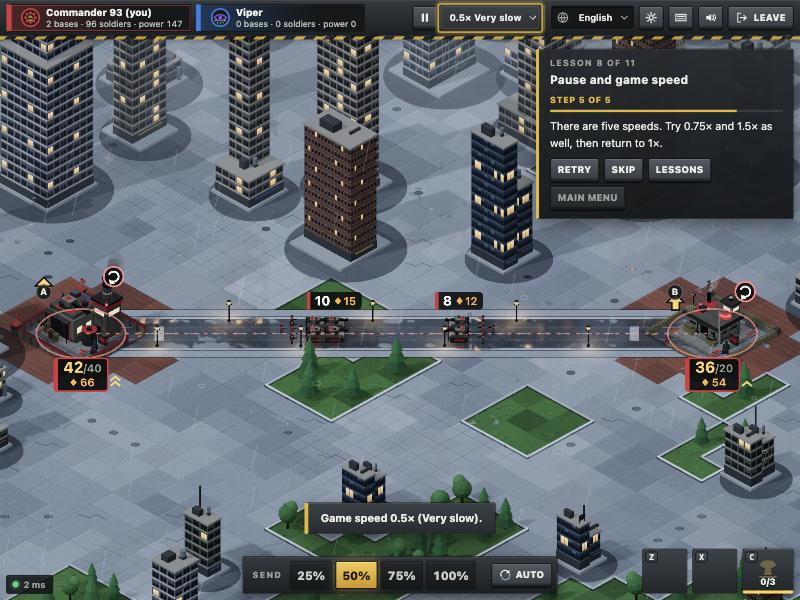 Commander 93 (you)
2 bases · 96 soldiers · power 147
Viper
0 bases · 0 soldiers · power 0
0.5× Very slow
English
LEAVE
LESSON 8 OF 11
Pause and game speed
STEP 5 OF 5
There are five speeds. Try 0.75× and 1.5× as
well, then return to 1×.
RETRY
SKIP
LESSONS
MAIN MENU
A
B
10 ♦ 15
8 ♦ 12
42/40
♦ 66
36/20
♦ 54
Game speed 0.5× (Very slow).
SEND
25%
50%
75%
100%
AUTO
2 ms
Z
X
C
0/3